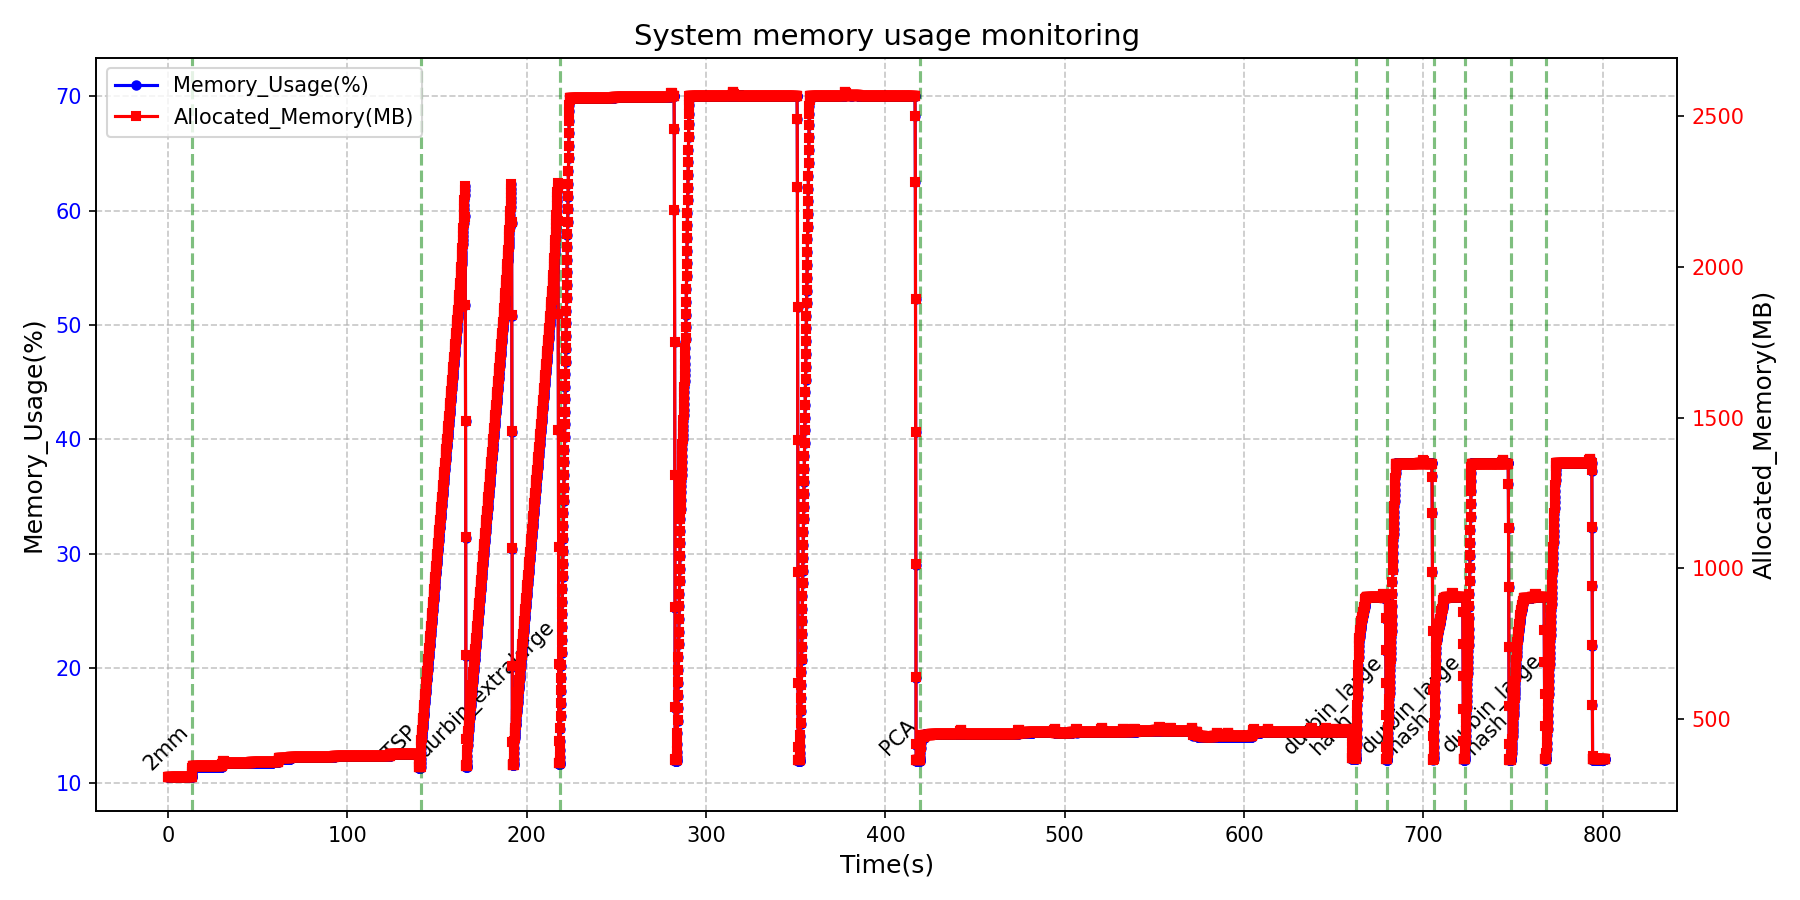 System memory usage monitoring
Memory_Usage(%)
Allocated_Memory(MB)
70
60
50
40
30
20
10
Memory_Usage(%)
2500
2000
1500
1000
500
Allocated_Memory(MB)
2mm
TSP
durbin_extralarge
PCA
durbin_large
hash
durbin_large
hash
durbin_large
hash
0
100
200
300
400
500
600
700
800
Time(s)